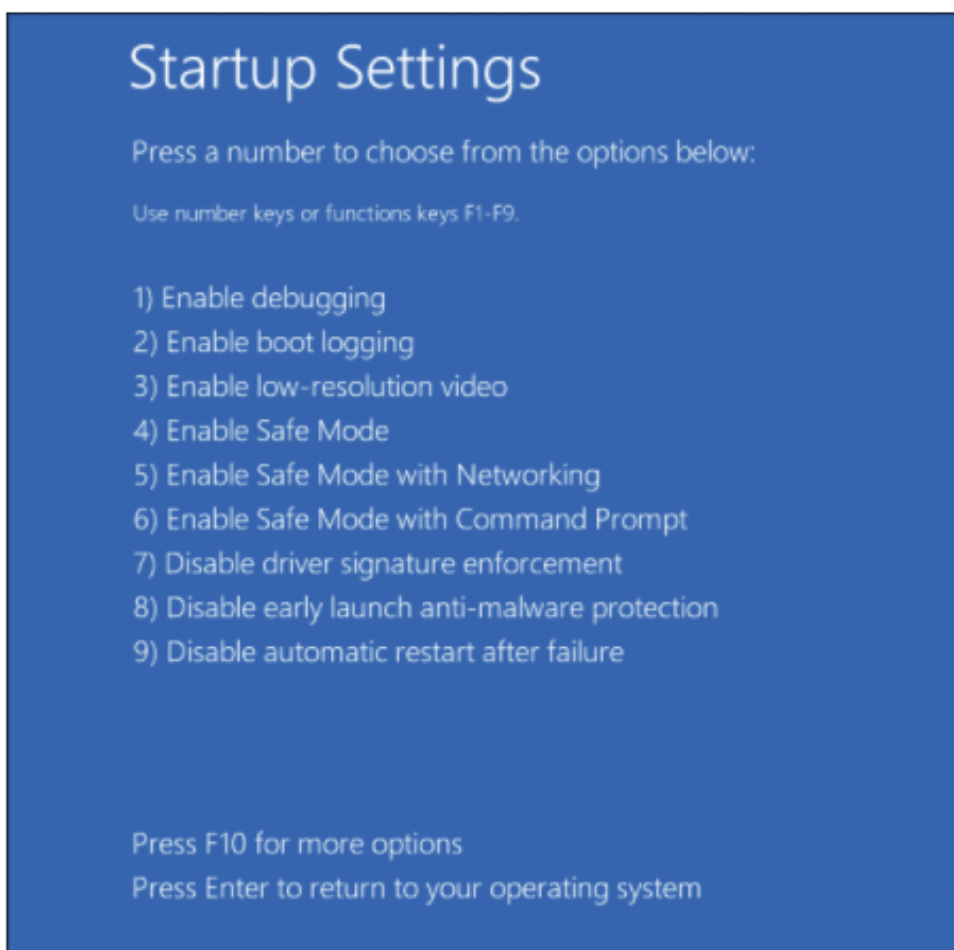 Startup Settings
Press a number to choose from the options below:
Use number keys or functions keys F1-F9.
1) Enable debugging
2) Enable boot logging
3) Enable low-resolution video
4) Enable Safe Mode
5) Enable Safe Mode with Networking
6) Enable Safe Mode with Command Prompt
7) Disable driver signature enforcement
8) Disable early launch anti-malware protection
9) Disable automatic restart after failure
Press F10 for more options
Press Enter to return to your operating system